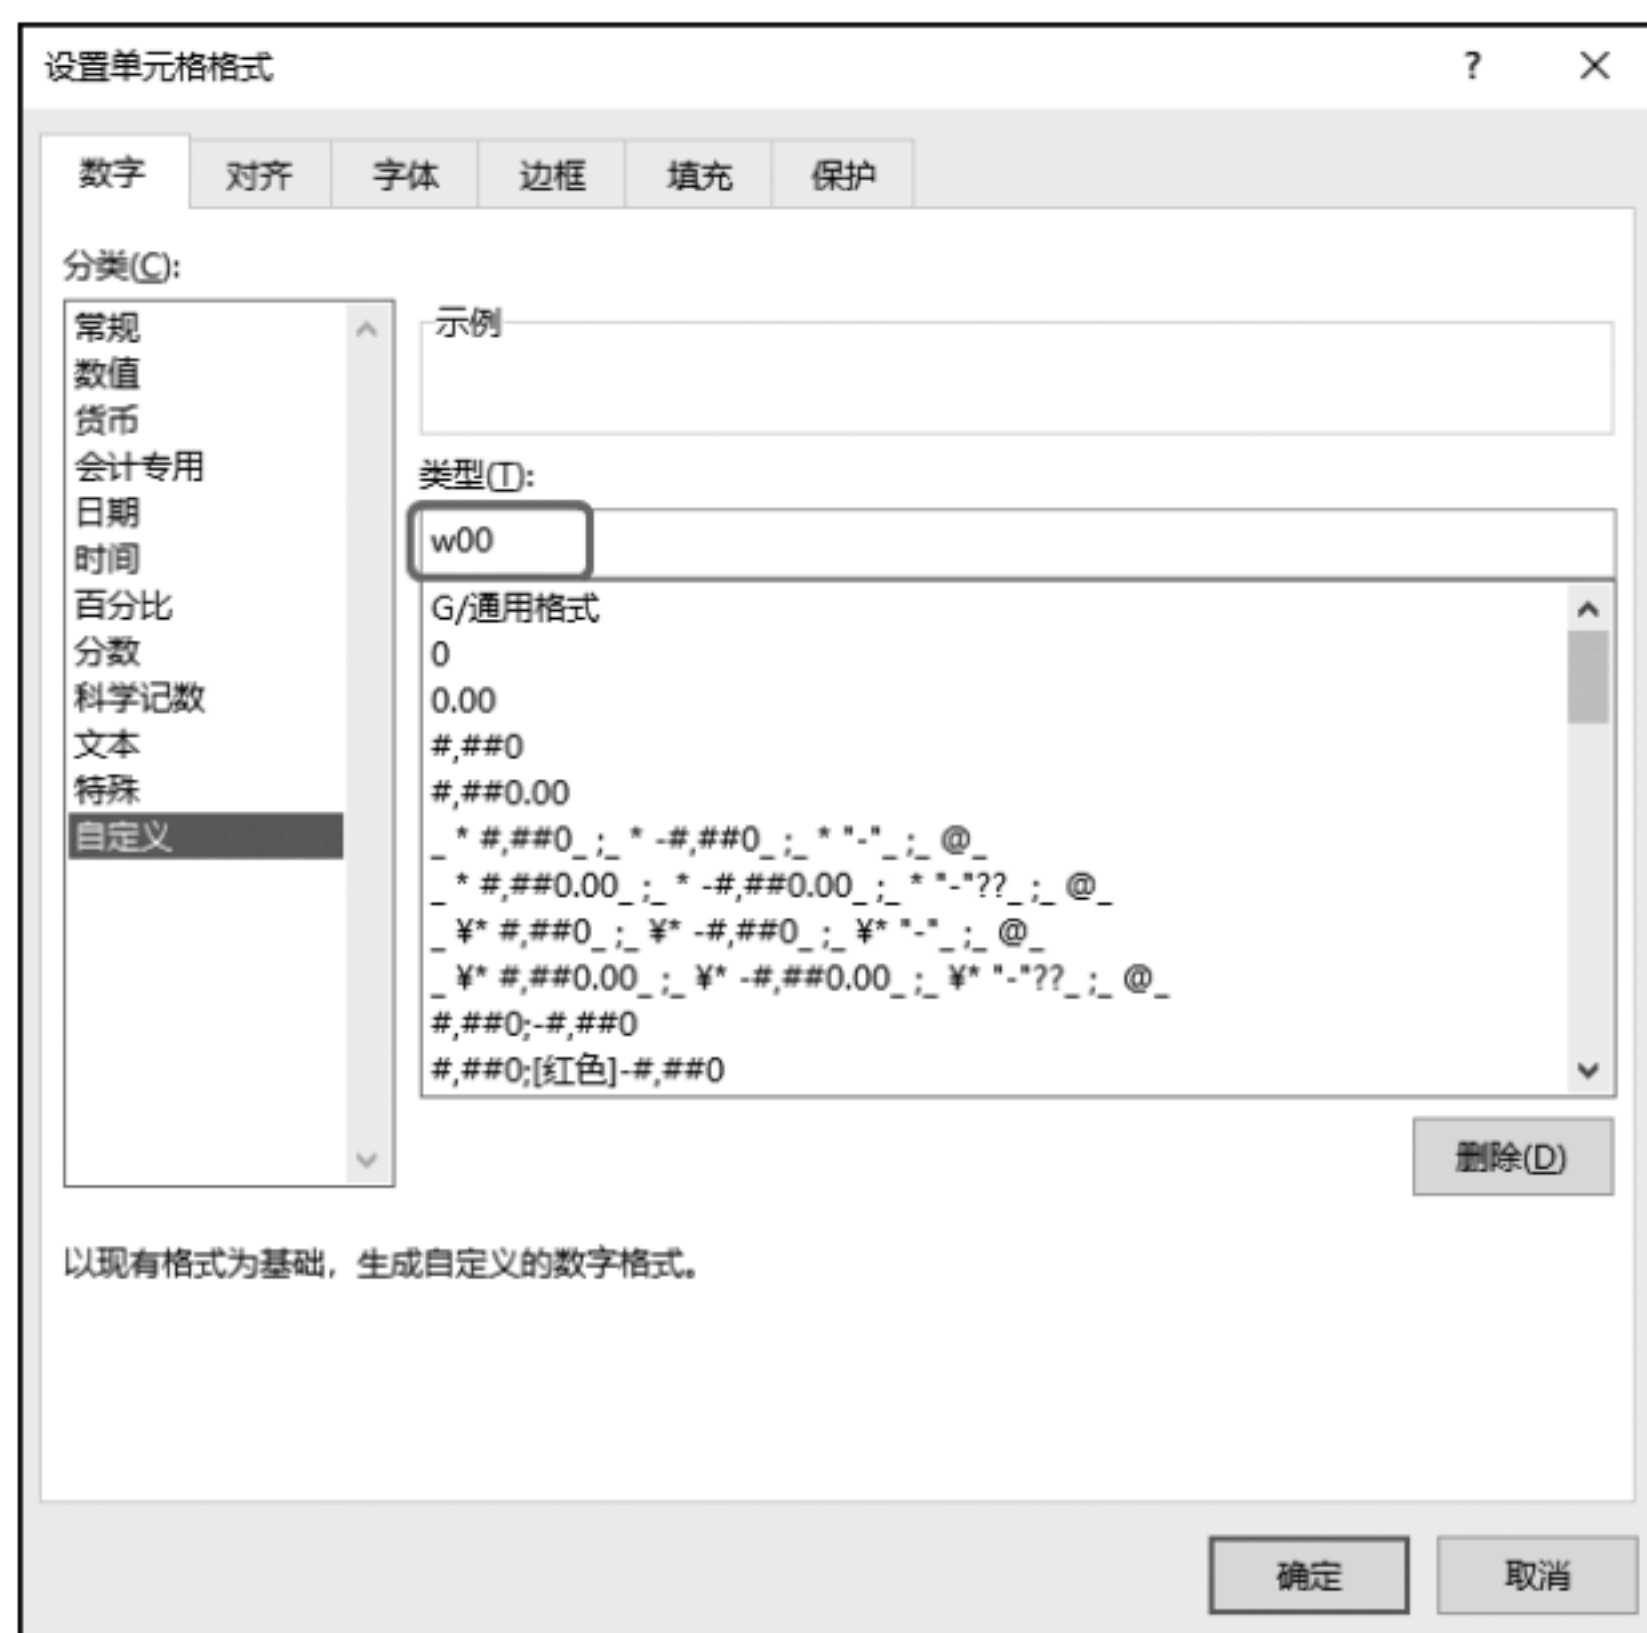 设置单元格格式
? ×
数字 对齐 字体 边框 填充 保护
分类(C):
常规
数值
货币
会计专用
日期
时间
百分比
分数
科学记数
文本
特殊
自定义
示例
类型(T):
w00
G/通用格式
0
0.00
#,##0
#,##0.00
_ * #,##0_ ;_ * -#,##0_ ;_ * "-"_ ;_ @_
_ * #,##0.00_ ;_ * -#,##0.00_ ;_ * "-"??_ ;_ @_
_ ¥* #,##0_ ;_ ¥* -#,##0_ ;_ ¥* "-"_ ;_ @_
_ ¥* #,##0.00_ ;_ ¥* -#,##0.00_ ;_ ¥* "-"??_ ;_ @_
#,##0;-#,##0
#,##0;[红色]-#,##0
删除(D)
以现有格式为基础，生成自定义的数字格式。
确定 取消